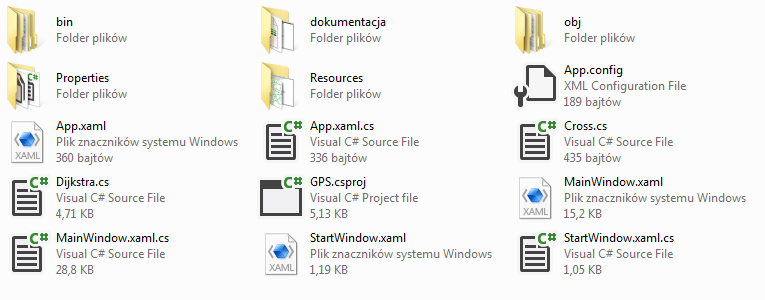 bin
Folder plików
dokumentacja
Folder plików
obj
Folder plików
Properties
Folder plików
Resources
Folder plików
App.config
XML Configuration File
189 bajtów
App.xaml
Plik znaczników systemu Windows
360 bajtów
App.xaml.cs
Visual C# Source File
336 bajtów
Cross.cs
Visual C# Source File
435 bajtów
Dijkstra.cs
Visual C# Source File
4,71 KB
GPS.csproj
Visual C# Project file
5,13 KB
MainWindow.xaml
Plik znaczników systemu Windows
15,2 KB
MainWindow.xaml.cs
Visual C# Source File
28,8 KB
StartWindow.xaml
Plik znaczników systemu Windows
1,19 KB
StartWindow.xaml.cs
Visual C# Source File
1,05 KB